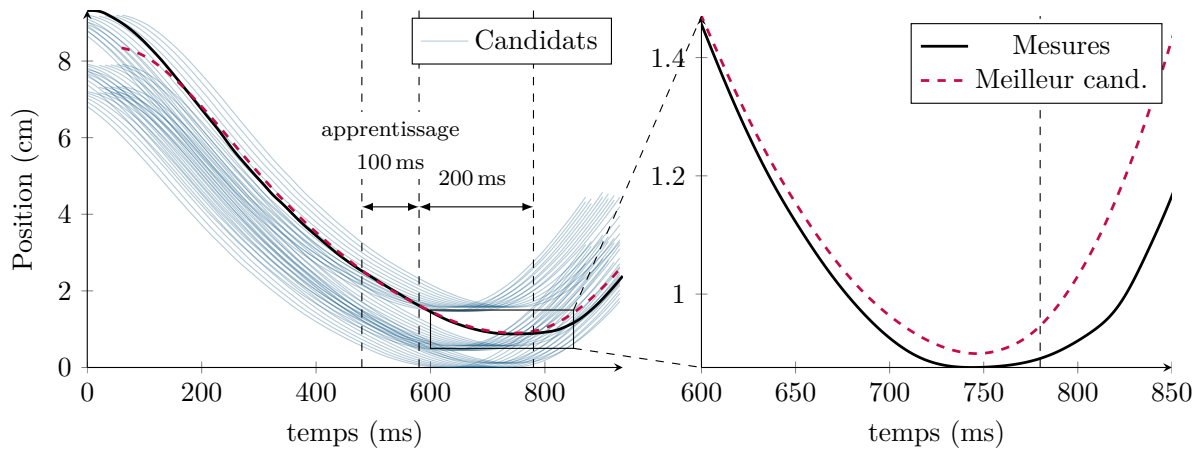 Candidats
apprentissage
100 ms
200 ms
8
6
4
2
0
Position (cm)
0
200
400
600
800
temps (ms)
Mesures
Meilleur cand.
1.4
1.2
1
600
650
700
750
800
850
temps (ms)